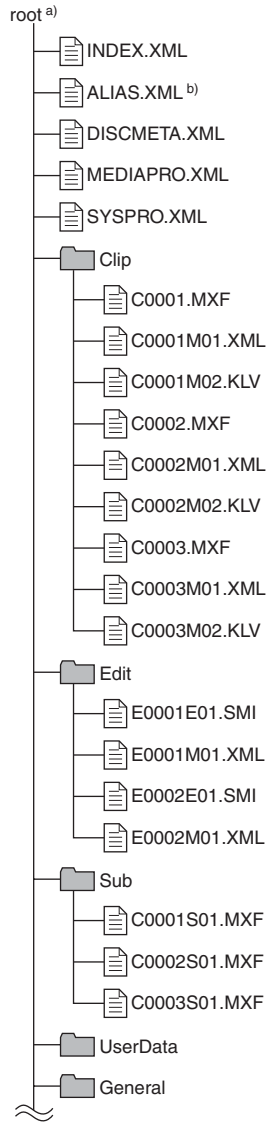 root a)
INDEX.XML
ALIAS.XML b)
DISCMETA.XML
MEDIAPRO.XML
SYSPRO.XML
Clip
C0001.MXF
C0001M01.XML
C0001M02.KLV
C0002.MXF
C0002M01.XML
C0002M02.KLV
C0003.MXF
C0003M01.XML
C0003M02.KLV
Edit
E0001E01.SMI
E0001M01.XML
E0002E01.SMI
E0002M01.XML
Sub
C0001S01.MXF
C0002S01.MXF
C0003S01.MXF
UserData
General